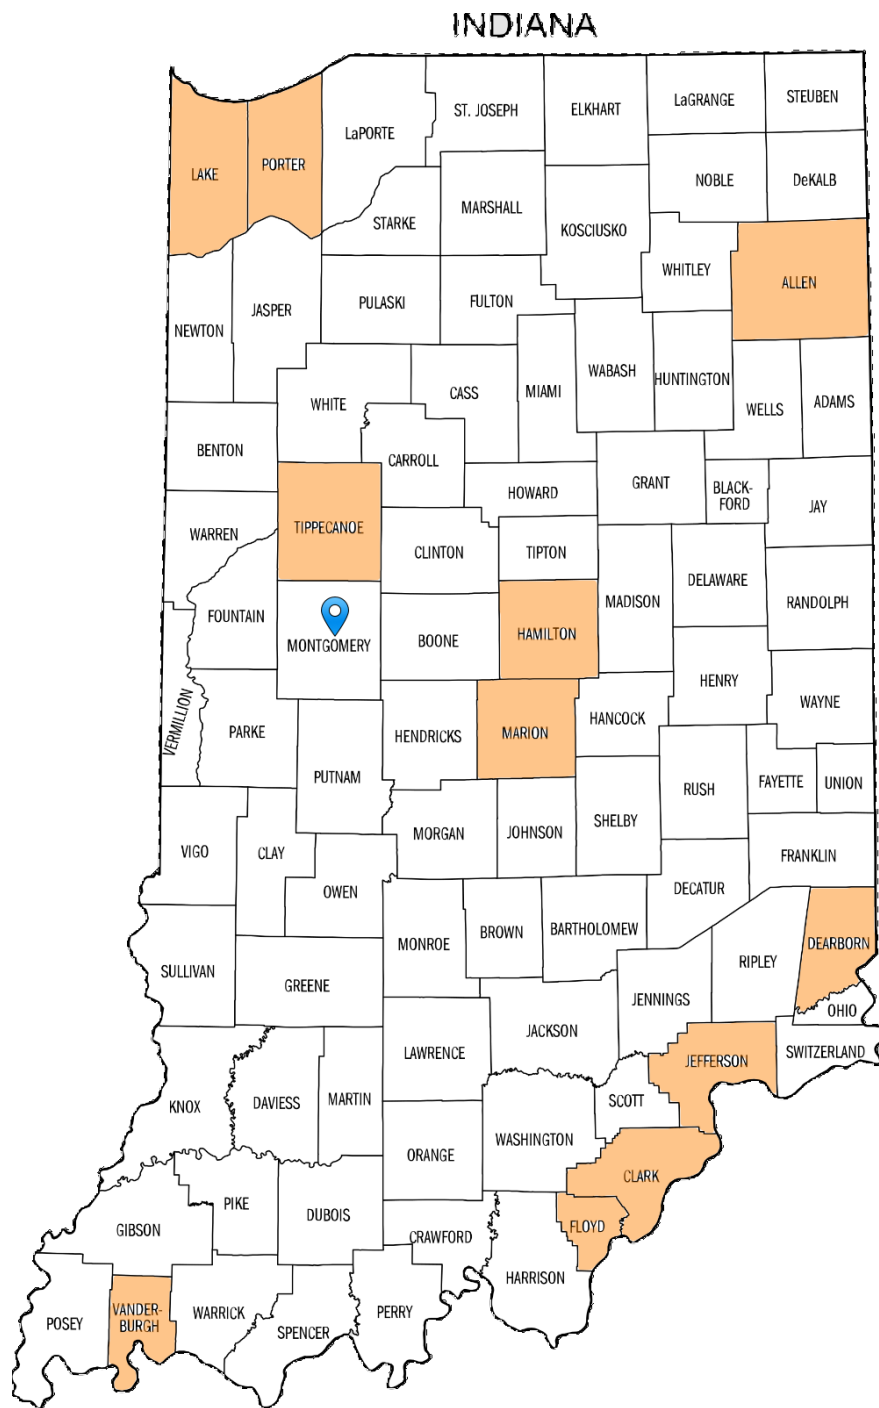 INDIANA
LAKE
PORTER
LaPORTE
ST. JOSEPH
ELKHART
LaGRANGE
STEUBEN
NOBLE
DeKALB
STARKE
MARSHALL
KOSCIUSKO
WHITLEY
ALLEN
NEWTON
JASPER
PULASKI
FULTON
WHITE
CASS
MIAMI
WABASH
HUNTINGTON
WELLS
ADAMS
BENTON
CARROLL
HOWARD
GRANT
BLACK-
FORD
JAY
WARREN
TIPPECANOE
CLINTON
TIPTON
FOUNTAIN
MONTGOMERY
BOONE
HAMILTON
MADISON
DELAWARE
RANDOLPH
VERMILLION
PARKE
PUTNAM
HENDRICKS
MARION
HANCOCK
HENRY
WAYNE
MORGAN
JOHNSON
SHELBY
RUSH
FAYETTE
UNION
VIGO
CLAY
OWEN
FRANKLIN
DECATUR
SULLIVAN
GREENE
MONROE
BROWN
BARTHOLOMEW
RIPLEY
DEARBORN
OHIO
JENNINGS
JACKSON
LAWRENCE
JEFFERSON
SWITZERLAND
KNOX
DAVIESS
MARTIN
SCOTT
ORANGE
WASHINGTON
CLARK
FLOYD
GIBSON
PIKE
DUBOIS
CRAWFORD
HARRISON
POSEY
VANDER-
BURGH
WARRICK
SPENCER
PERRY